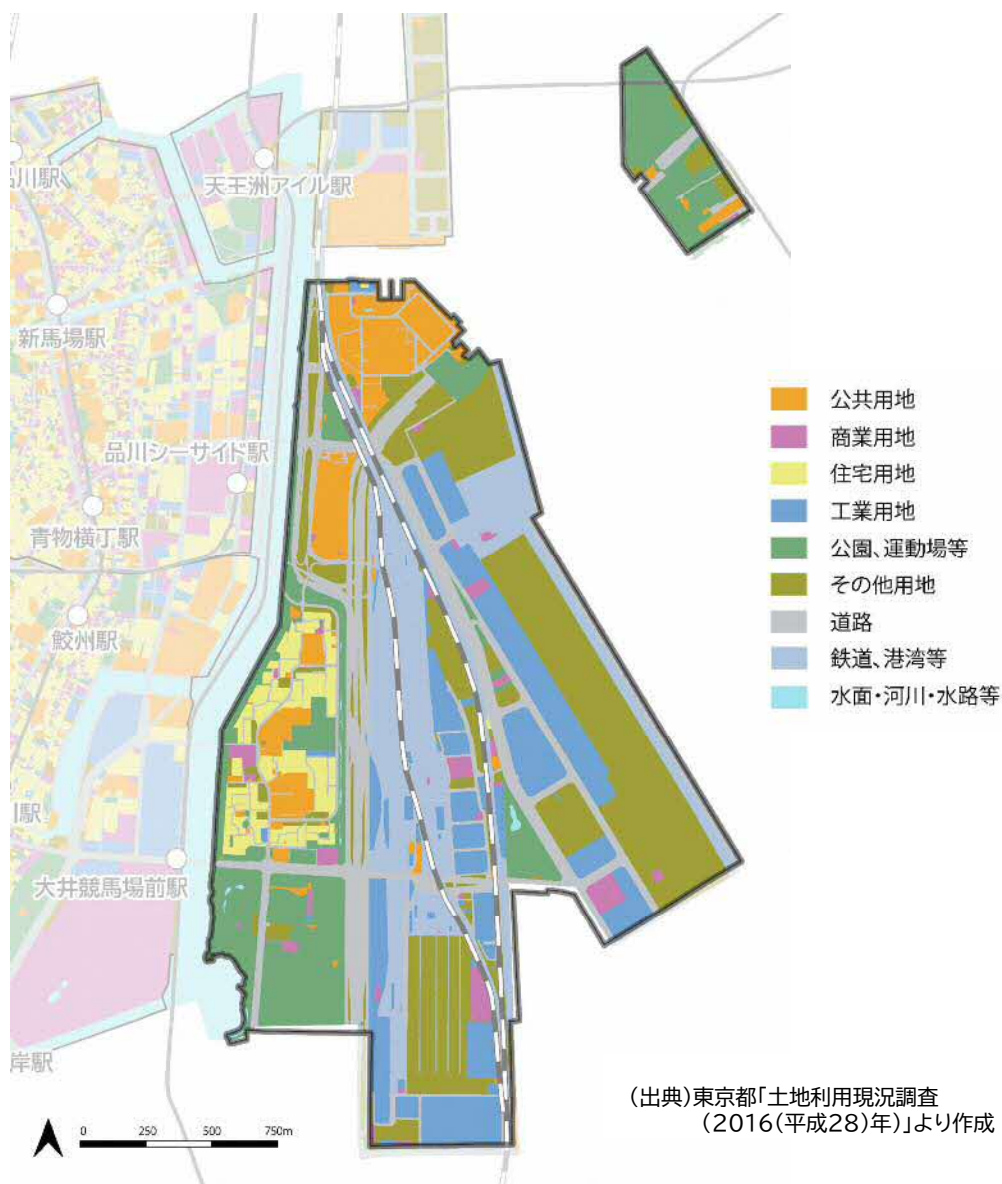 天王洲アイル駅
品川駅
新馬場駅
品川シーサイド駅
青物横丁駅
鮫洲駅
川駅
大井競馬場前駅
岸駅
公共用地
商業用地
住宅用地
工業用地
公園、運動場等
その他用地
道路
鉄道、港湾等
水面・河川・水路等
0 250 500 750m
(出典)東京都「土地利用現況調査
(2016(平成28)年)」より作成